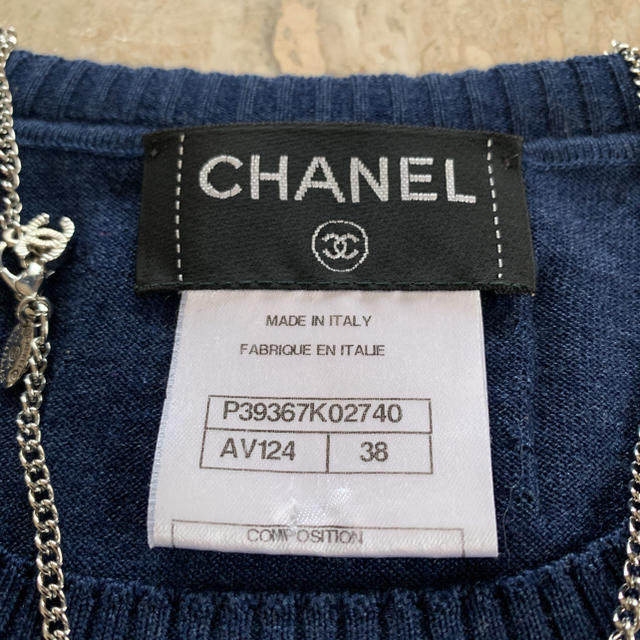 CHANEL
MADE IN ITALY
FABRIQUE EN ITALIE
P39367K02740
AV124 38
COMPOSITION